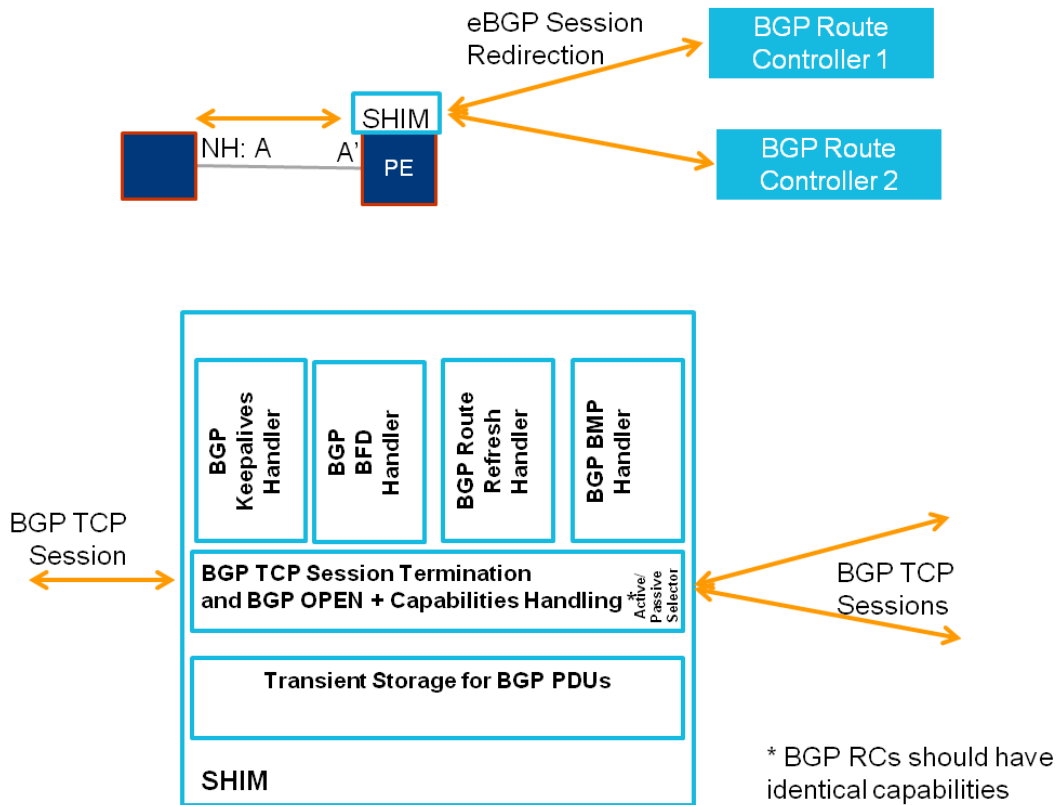 eBGP Session
Redirection
BGP Route
Controller 1
SHIM
NH: A
A'
PE
BGP Route
Controller 2
BGP
Keepalives
Handler
BGP
BFD
Handler
BGP Route
Refresh
Handler
BGP BMP
Handler
BGP TCP
Session
BGP TCP Session Termination
and BGP OPEN + Capabilities Handling *
Active/
Passive
Selector
BGP TCP
Sessions
Transient Storage for BGP PDUs
SHIM
* BGP RCs should have
identical capabilities